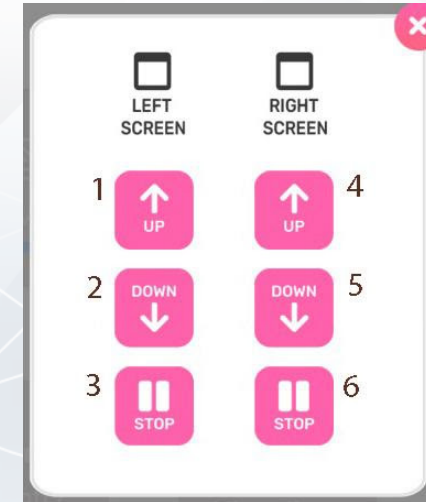 LEFT
SCREEN
RIGHT
SCREEN
1
UP
4
UP
2
DOWN
DOWN
5
3
STOP
STOP
6